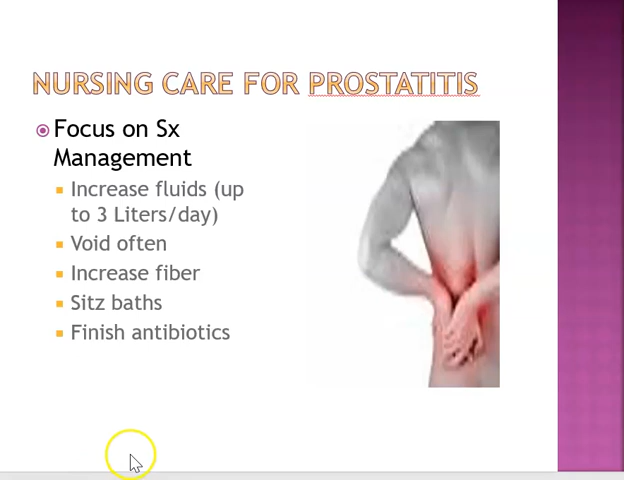 NURSING CARE FOR PROSTATITIS
Focus on Sx
Management
Increase fluids (up
to 3 Liters/day)
Void often
Increase fiber
Sitz baths
Finish antibiotics